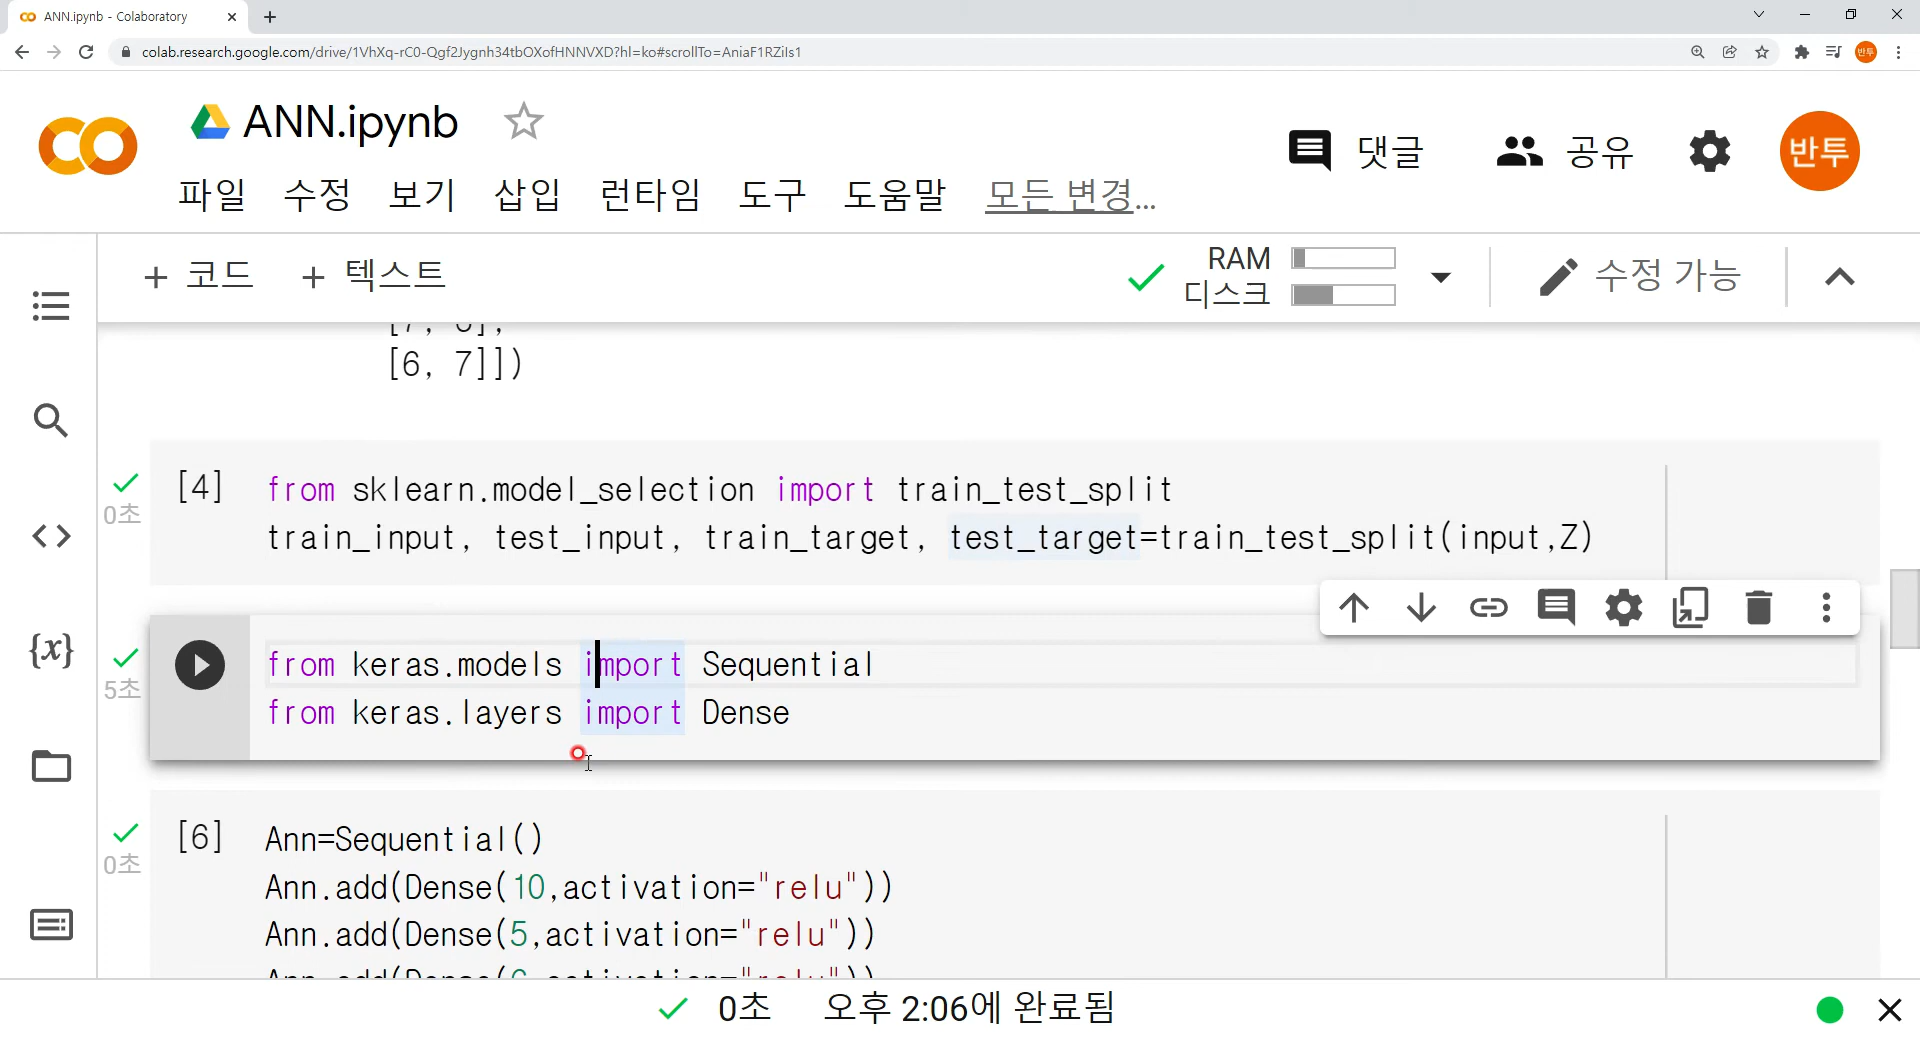 ANN.ipynb - Colaboratory
colab.research.google.com/drive/1VhXq-rC0-Qgf2Jygnh34tbOXofHNNVXD?hl=ko#scrollTo=AniaF1RZiIs1
반투
ANN.ipynb
댓글 공유
반투
파일 수정 보기 삽입 런타임 도구 도움말 모든 변경...
+ 코드 + 텍스트
RAM
디스크
수정 가능
[6, 7]])
[4]
0초
from sklearn.model_selection import train_test_split
train_input, test_input, train_target, test_target=train_test_split(input,Z)
5초
from keras.models import Sequential
from keras.layers import Dense
{x}
[6]
0초
Ann=Sequential()
Ann.add(Dense(10,activation="relu"))
Ann.add(Dense(5,activation="relu"))
0초 오후 2:06에 완료됨